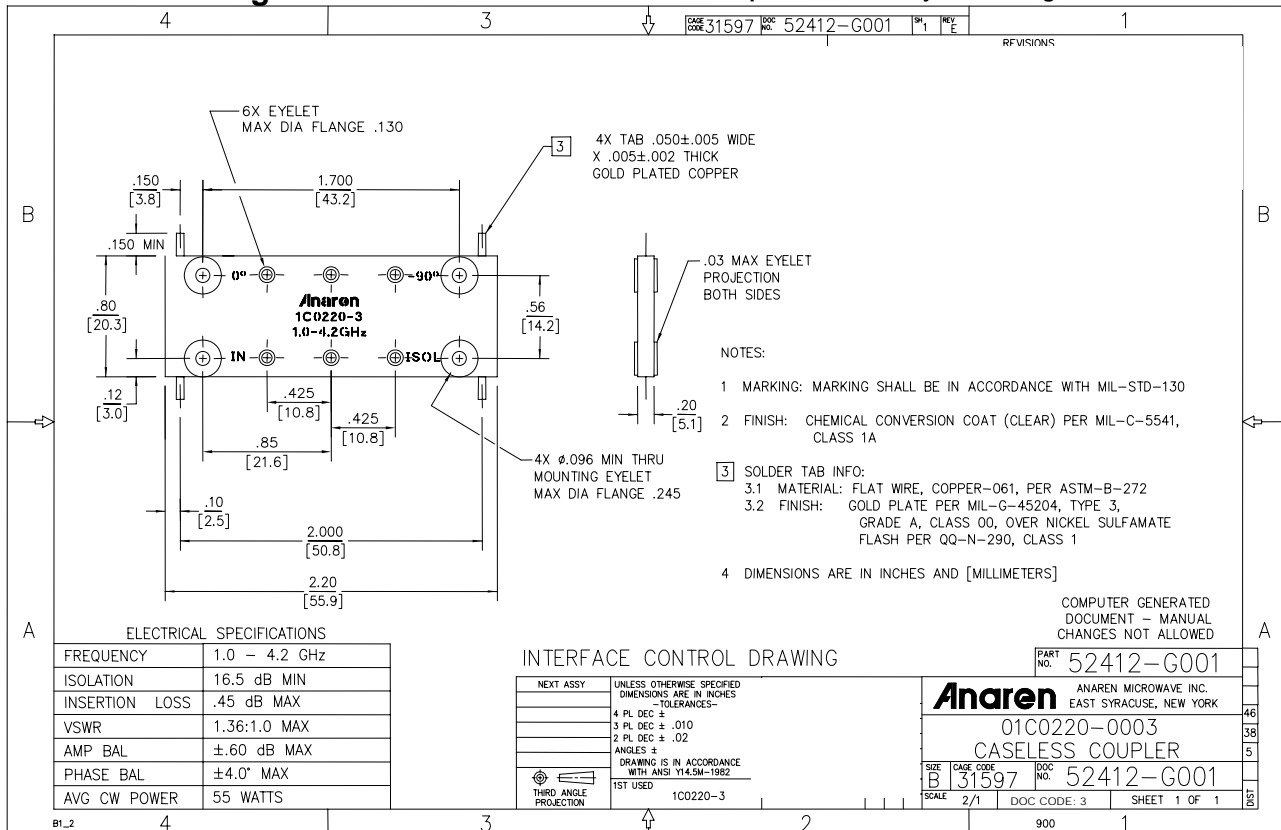 4 3 1
CAGE CODE 31597 DOC NO. 52412-G001 SH 1 REV E
REVISIONS
6X EYELET
MAX DIA FLANGE .130
3
4X TAB .050±.005 WIDE
X .005±.002 THICK
GOLD PLATED COPPER
.150
[3.8]
1.700
[43.2]
B
B
.150 MIN
.03 MAX EYELET
PROJECTION
BOTH SIDES
0° -90°
Anaren
1C0220-3
1.0-4.2GHz
IN ISOL
.80
[20.3]
.56
[14.2]
.12
[3.0]
.425
[10.8]
.425
[10.8]
.85
[21.6]
.20
[5.1]
4X ø.096 MIN THRU
MOUNTING EYELET
MAX DIA FLANGE .245
.10
[2.5]
2.000
[50.8]
2.20
[55.9]
NOTES:
1 MARKING: MARKING SHALL BE IN ACCORDANCE WITH MIL-STD-130
2 FINISH: CHEMICAL CONVERSION COAT (CLEAR) PER MIL-C-5541,
CLASS 1A
3 SOLDER TAB INFO:
3.1 MATERIAL: FLAT WIRE, COPPER-061, PER ASTM-B-272
3.2 FINISH: GOLD PLATE PER MIL-G-45204, TYPE 3,
GRADE A, CLASS 00, OVER NICKEL SULFAMATE
FLASH PER QQ-N-290, CLASS 1
4 DIMENSIONS ARE IN INCHES AND [MILLIMETERS]
COMPUTER GENERATED
DOCUMENT - MANUAL
CHANGES NOT ALLOWED
A
A
ELECTRICAL SPECIFICATIONS
FREQUENCY 1.0 - 4.2 GHz
ISOLATION 16.5 dB MIN
INSERTION LOSS .45 dB MAX
VSWR 1.36:1.0 MAX
AMP BAL ±.60 dB MAX
PHASE BAL ±4.0° MAX
AVG CW POWER 55 WATTS
INTERFACE CONTROL DRAWING
NEXT ASSY
UNLESS OTHERWISE SPECIFIED
DIMENSIONS ARE IN INCHES
-TOLERANCES-
4 PL DEC ±
3 PL DEC ± .010
2 PL DEC ± .02
ANGLES ±
DRAWING IS IN ACCORDANCE
WITH ANSI Y14.5M-1982
THIRD ANGLE
PROJECTION
1ST USED
1C0220-3
PART NO. 52412-G001
Anaren
ANAREN MICROWAVE INC.
EAST SYRACUSE, NEW YORK
01C0220-0003
CASELESS COUPLER
SIZE B CAGE CODE 31597 DOC NO. 52412-G001
SCALE 2/1 DOC CODE: 3 SHEET 1 OF 1
46
38
5
DIST
B1_2 4 3 2 900 1